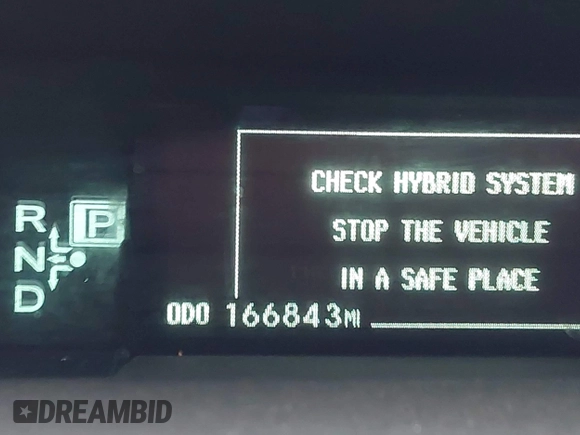 CHECK HYBRID SYSTEM
STOP THE VEHICLE
IN A SAFE PLACE
R
P
N
D
ODO 166843MI
DREAMBID